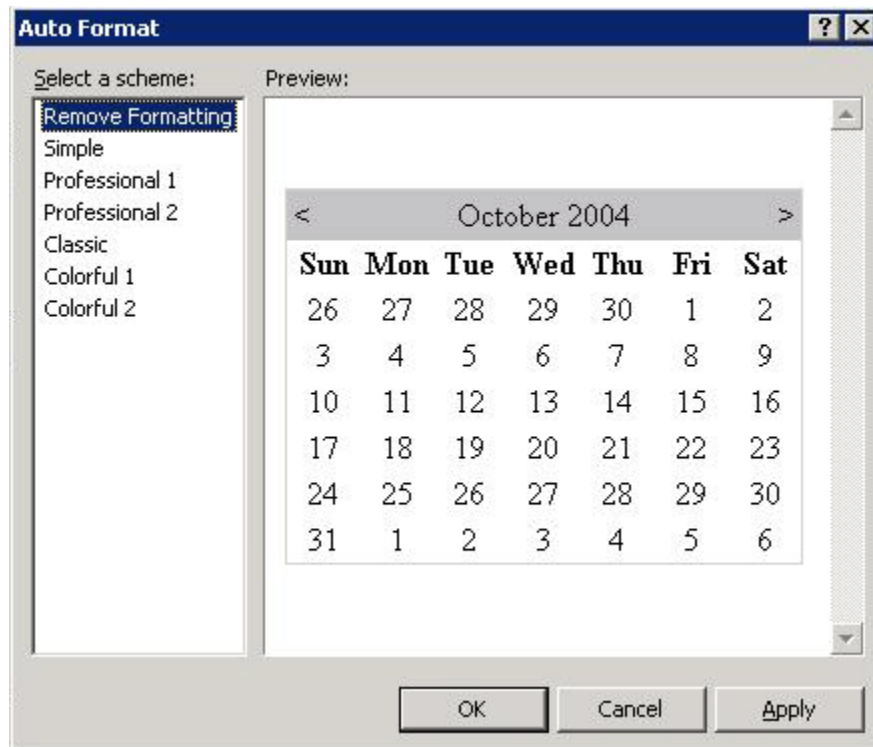 Auto Format
Select a scheme:
Remove Formatting
Simple
Professional 1
Professional 2
Classic
Colorful 1
Colorful 2
Preview:
< October 2004 >
Sun Mon Tue Wed Thu Fri Sat
26 27 28 29 30 1 2
3 4 5 6 7 8 9
10 11 12 13 14 15 16
17 18 19 20 21 22 23
24 25 26 27 28 29 30
31 1 2 3 4 5 6
OK Cancel Apply